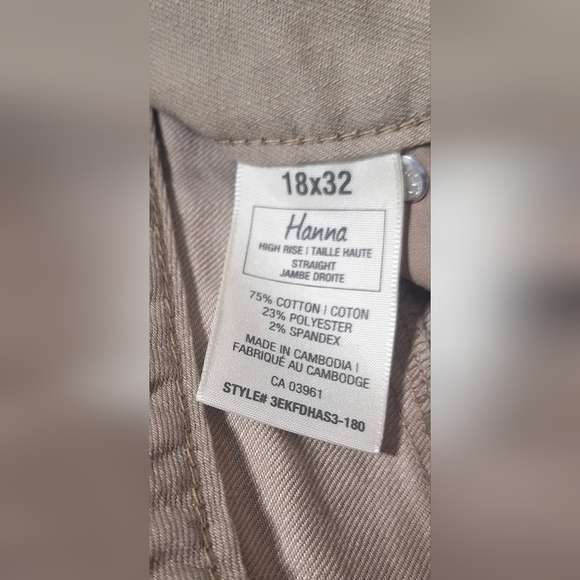 18x32
Hanna
HIGH RISE | TAILLE HAUTE
STRAIGHT
JAMBE DROITE
75% COTTON | COTON
23% POLYESTER
2% SPANDEX
MADE IN CAMBODIA |
FABRIQUÉ AU CAMBODGE
CA 03961
STYLE# 3EKFDHAS3-180